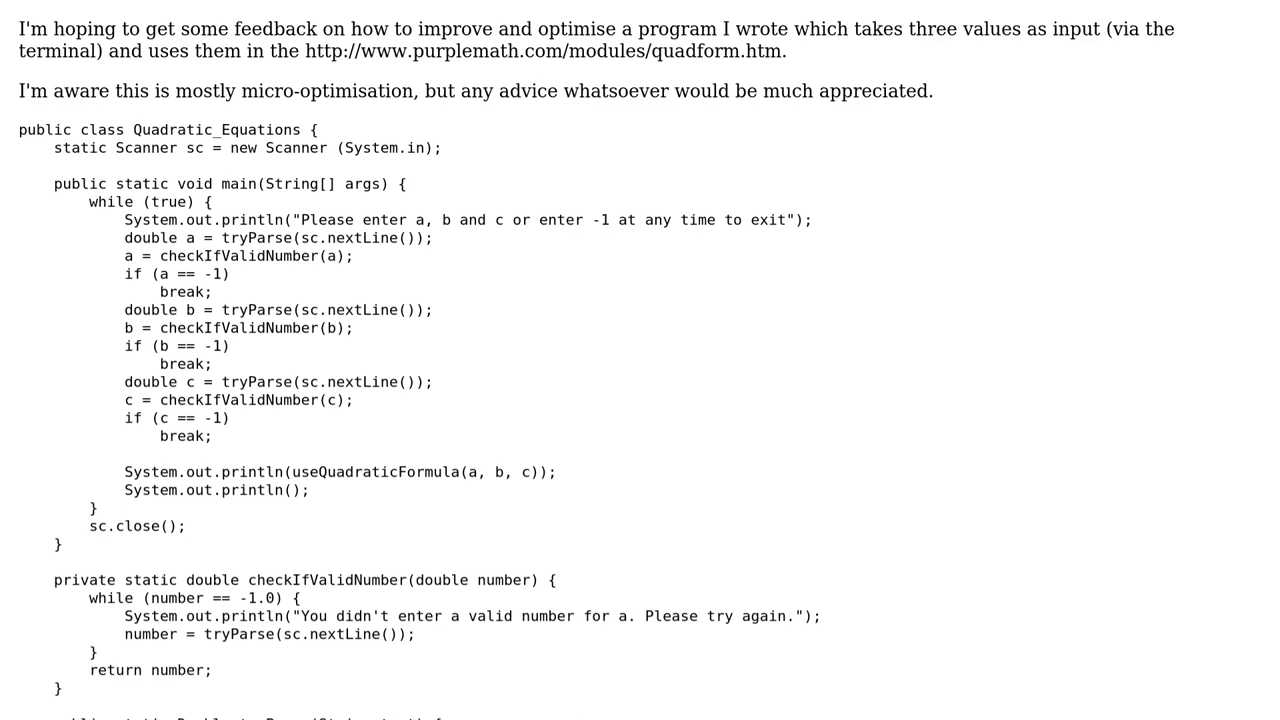 I'm hoping to get some feedback on how to improve and optimise a program I wrote which takes three values as input (via the
terminal) and uses them in the http://www.purplemath.com/modules/quadform.htm.
I'm aware this is mostly micro-optimisation, but any advice whatsoever would be much appreciated.
public class Quadratic_Equations {
    static Scanner sc = new Scanner (System.in);
    public static void main(String[] args) {
        while (true) {
            System.out.println("Please enter a, b and c or enter -1 at any time to exit");
            double a = tryParse(sc.nextLine());
            a = checkIfValidNumber(a);
            if (a == -1)
                break;
            double b = tryParse(sc.nextLine());
            b = checkIfValidNumber(b);
            if (b == -1)
                break;
            double c = tryParse(sc.nextLine());
            c = checkIfValidNumber(c);
            if (c == -1)
                break;
            System.out.println(useQuadraticFormula(a, b, c));
            System.out.println();
        }
        sc.close();
    }
    private static double checkIfValidNumber(double number) {
        while (number == -1.0) {
            System.out.println("You didn't enter a valid number for a. Please try again.");
            number = tryParse(sc.nextLine());
        }
        return number;
    }